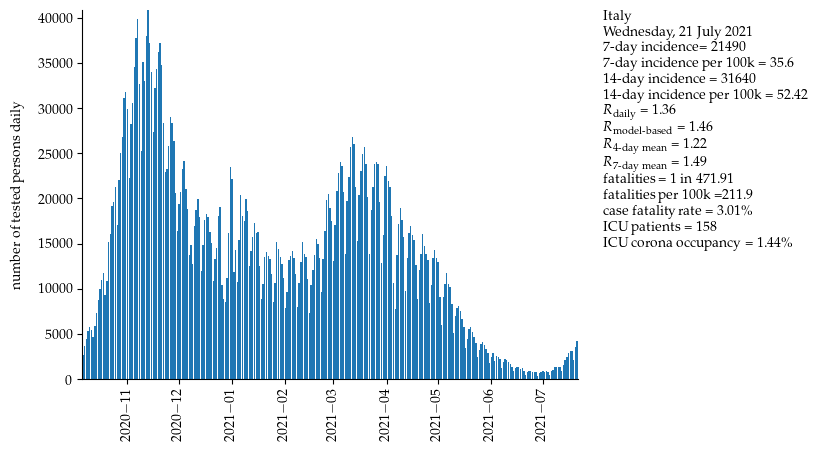 40000
35000
30000
25000
20000
15000
10000
5000
0
number of tested persons daily
2020−11
2020−12
2021−01
2021−02
2021−03
2021−04
2021−05
2021−06
2021−07
Italy
Wednesday, 21 July 2021
7-day incidence= 21490
7-day incidence per 100k = 35.6
14-day incidence = 31640
14-day incidence per 100k = 52.42
R_daily = 1.36
R_model-based = 1.46
R_4-day mean = 1.22
R_7-day mean = 1.49
fatalities = 1 in 471.91
fatalities per 100k =211.9
case fatality rate = 3.01%
ICU patients = 158
ICU corona occupancy = 1.44%